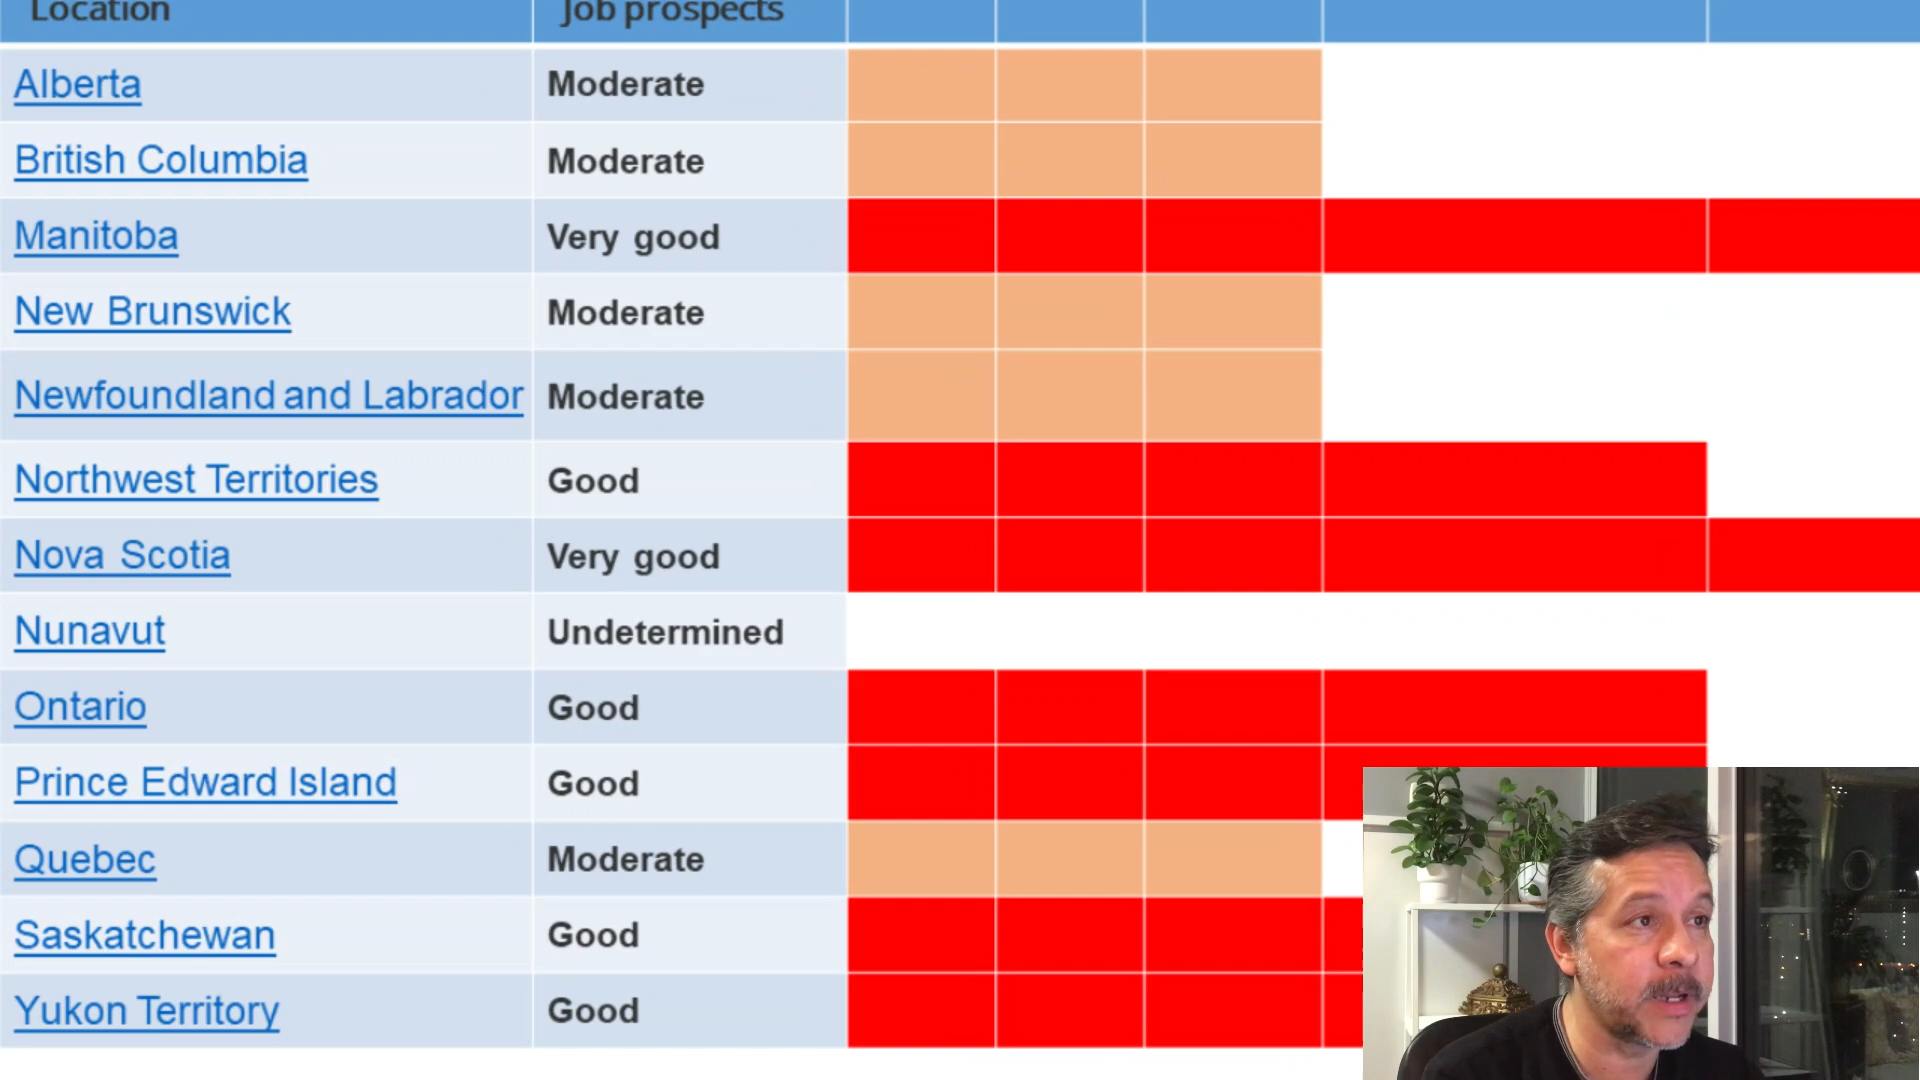 Location Job prospects
Alberta Moderate
British Columbia Moderate
Manitoba Very good
New Brunswick Moderate
Newfoundland and Labrador Moderate
Northwest Territories Good
Nova Scotia Very good
Nunavut Undetermined
Ontario Good
Prince Edward Island Good
Quebec Moderate
Saskatchewan Good
Yukon Territory Good